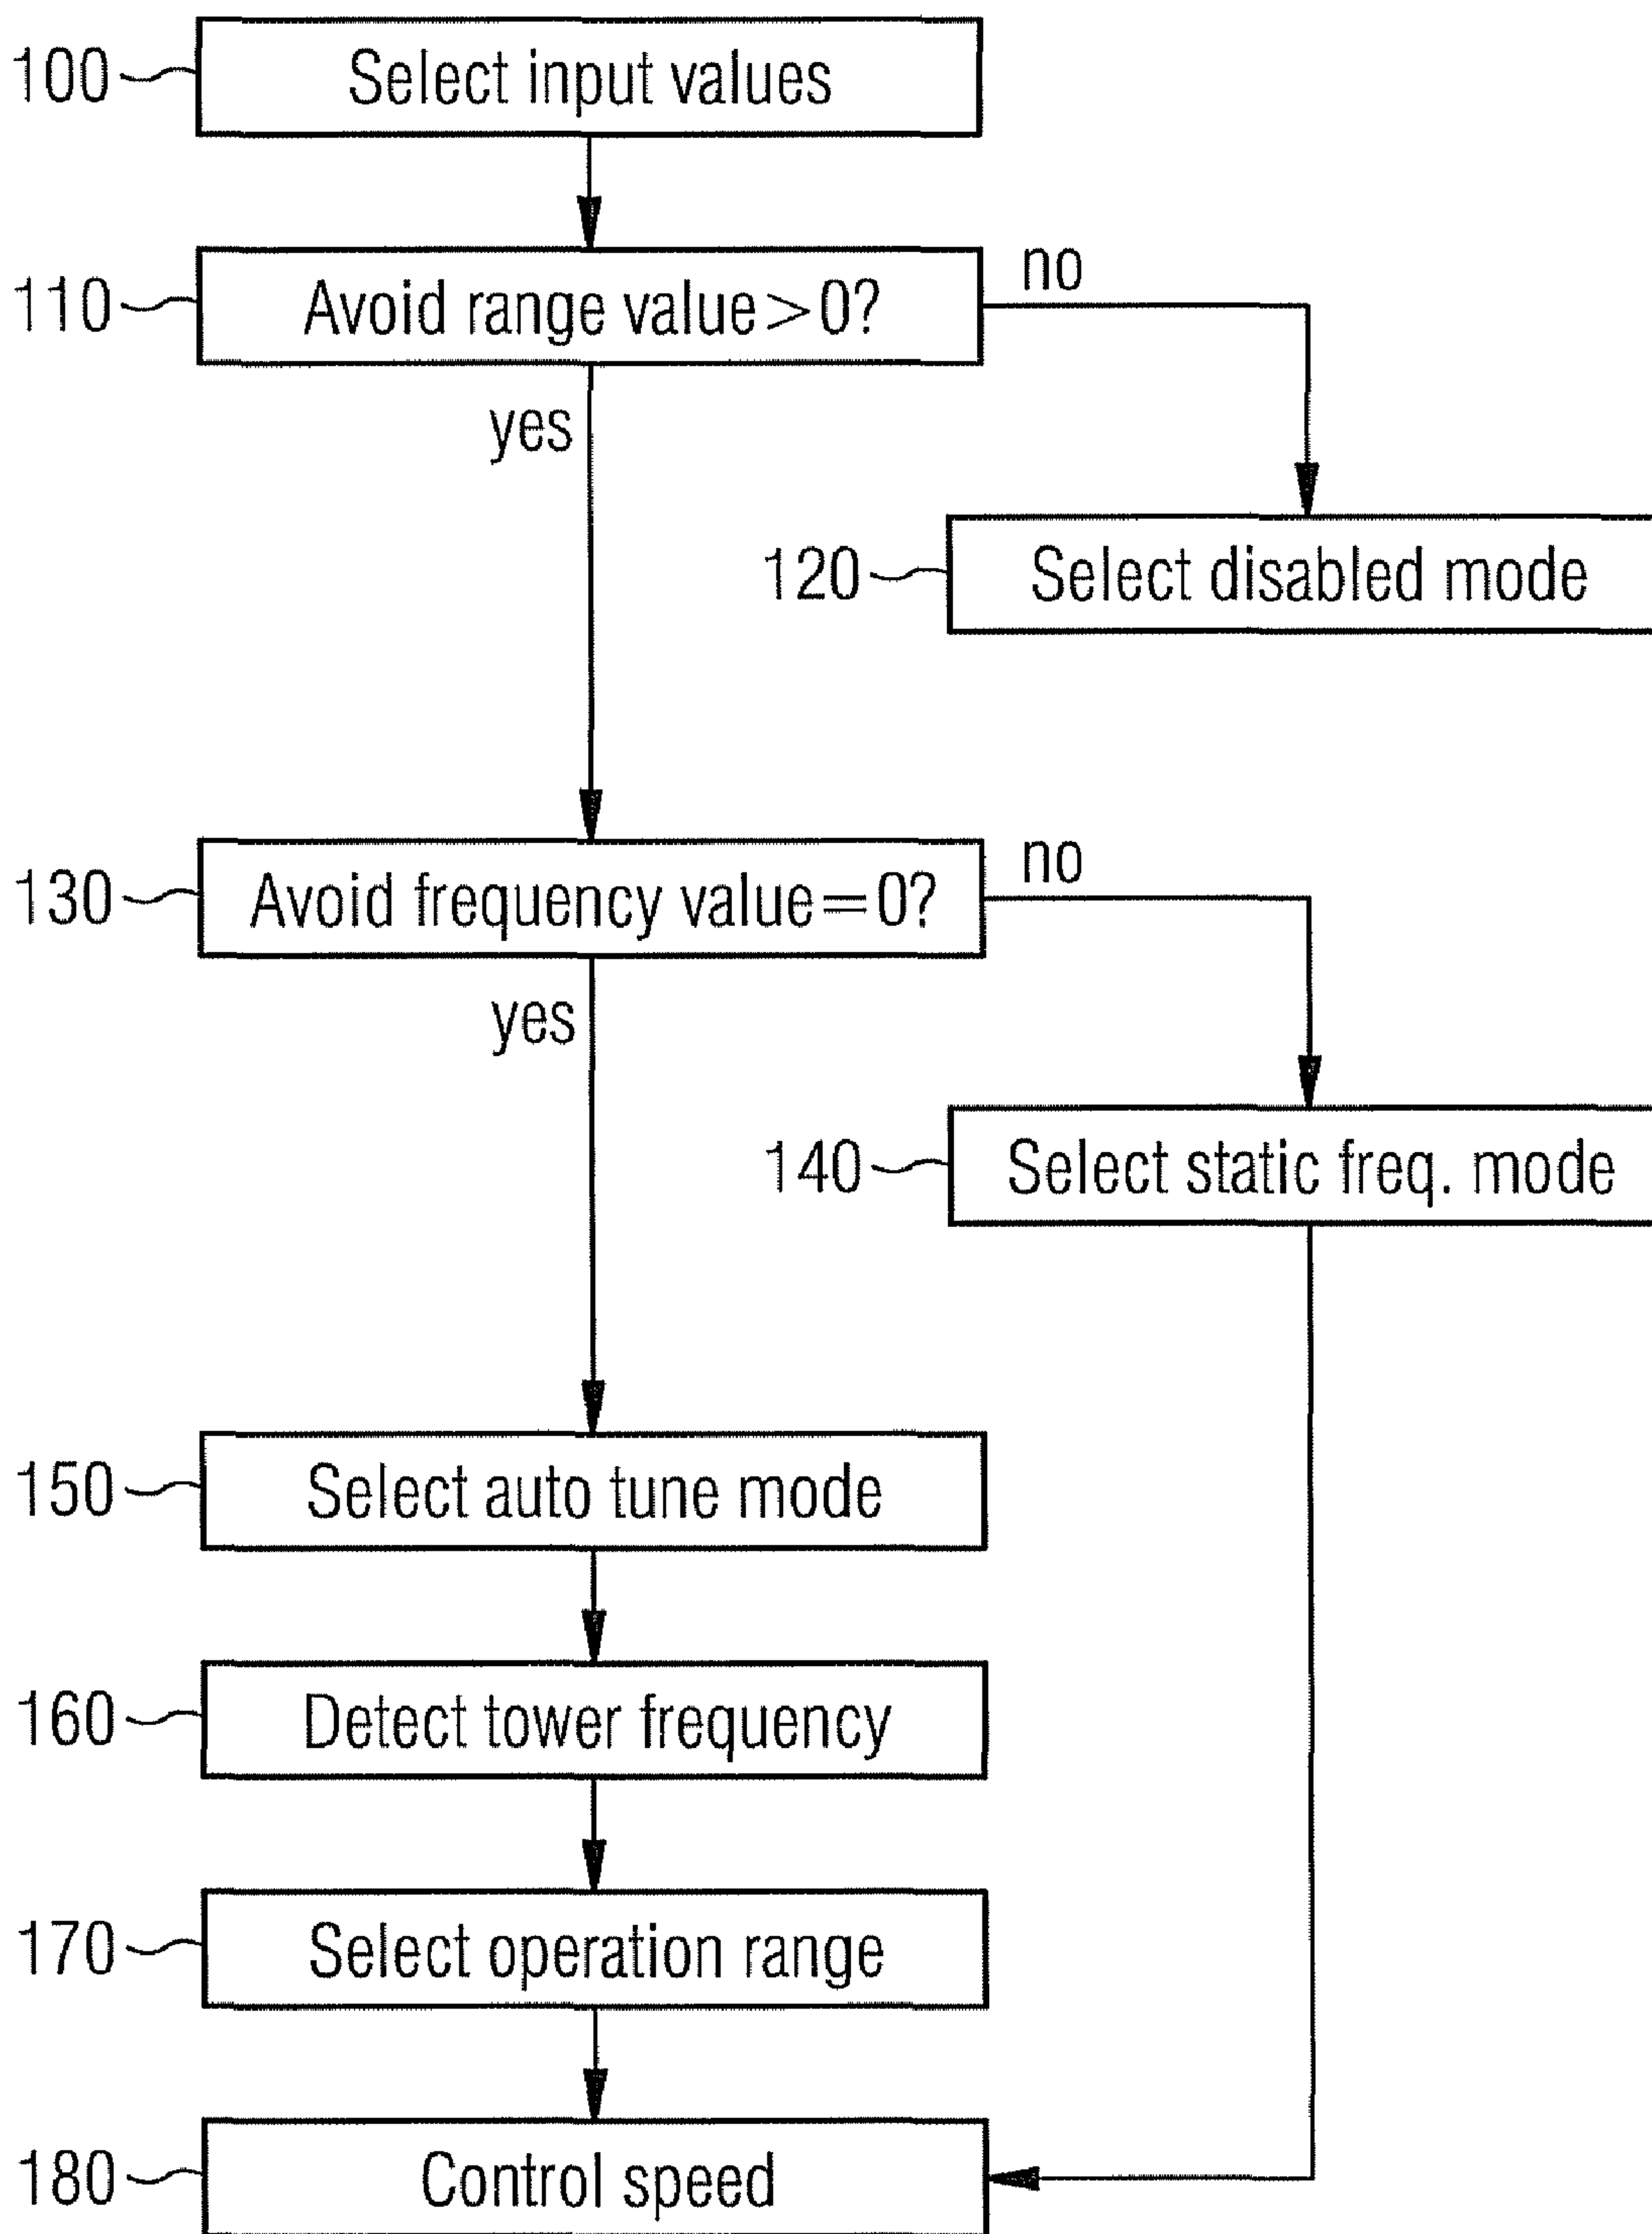 100 Select input values
110 Avoid range value>0? no
yes
120 Select disabled mode
130 Avoid frequency value=0? no
yes
140 Select static freq. mode
150 Select auto tune mode
160 Detect tower frequency
170 Select operation range
180 Control speed